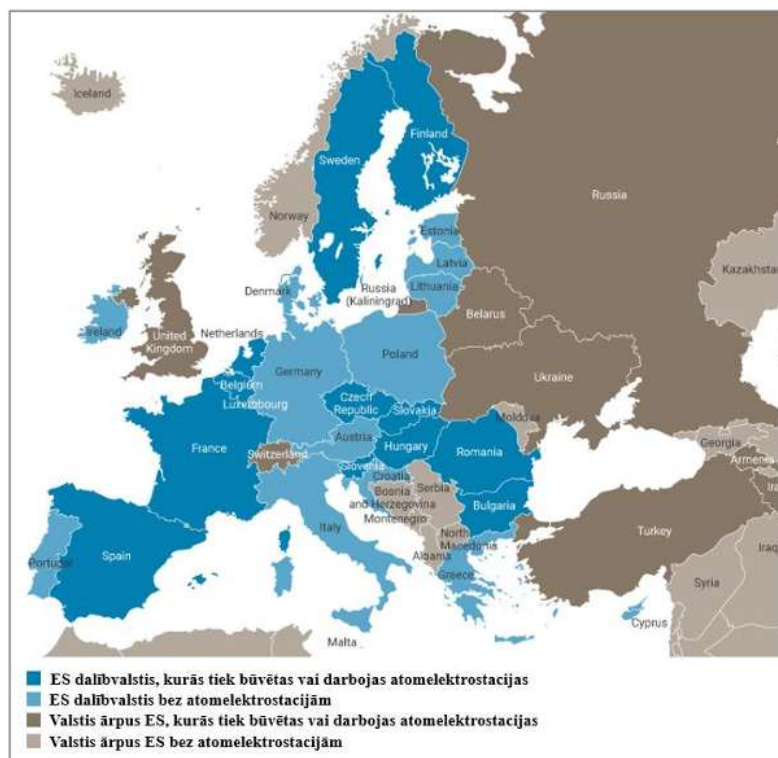 Iceland
Finland
Sweden
Norway
Russia
Estonia
Latvia
Lithuania
Denmark
Russia
(Kaliningrad)
Kazakhstan
Ireland
United
Kingdom
Netherlands
Belarus
Poland
Germany
Belgium
Luxembourg
Ukraine
Czech
Republic
Slovakia
Moldova
France
Austria
Hungary
Romania
Switzerland
Slovenia
Croatia
Bosnia
and Herzegovina
Serbia
Montenegro
Bulgaria
Georgia
Armenia
Italy
North
Macedonia
Albania
Greece
Turkey
Portugal
Spain
Syria
Iraq
Malta
Cyprus
ES dalībvalstis, kurās tiek būvētas vai darbojas atomelektrostacijas
ES dalībvalstis bez atomelektrostacijām
Valstis ārpus ES, kurās tiek būvētas vai darbojas atomelektrostacijas
Valstis ārpus ES bez atomelektrostacijām